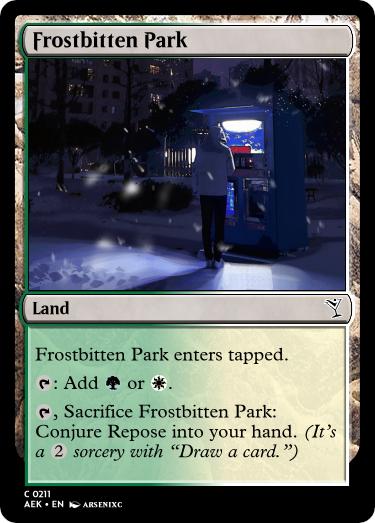 Frostbitten Park
Land
Frostbitten Park enters tapped.
: Add or .
, Sacrifice Frostbitten Park:
Conjure Repose into your hand. (It's
a 2 sorcery with “Draw a card.”)
C 0211
AEK • EN ARSENIXC